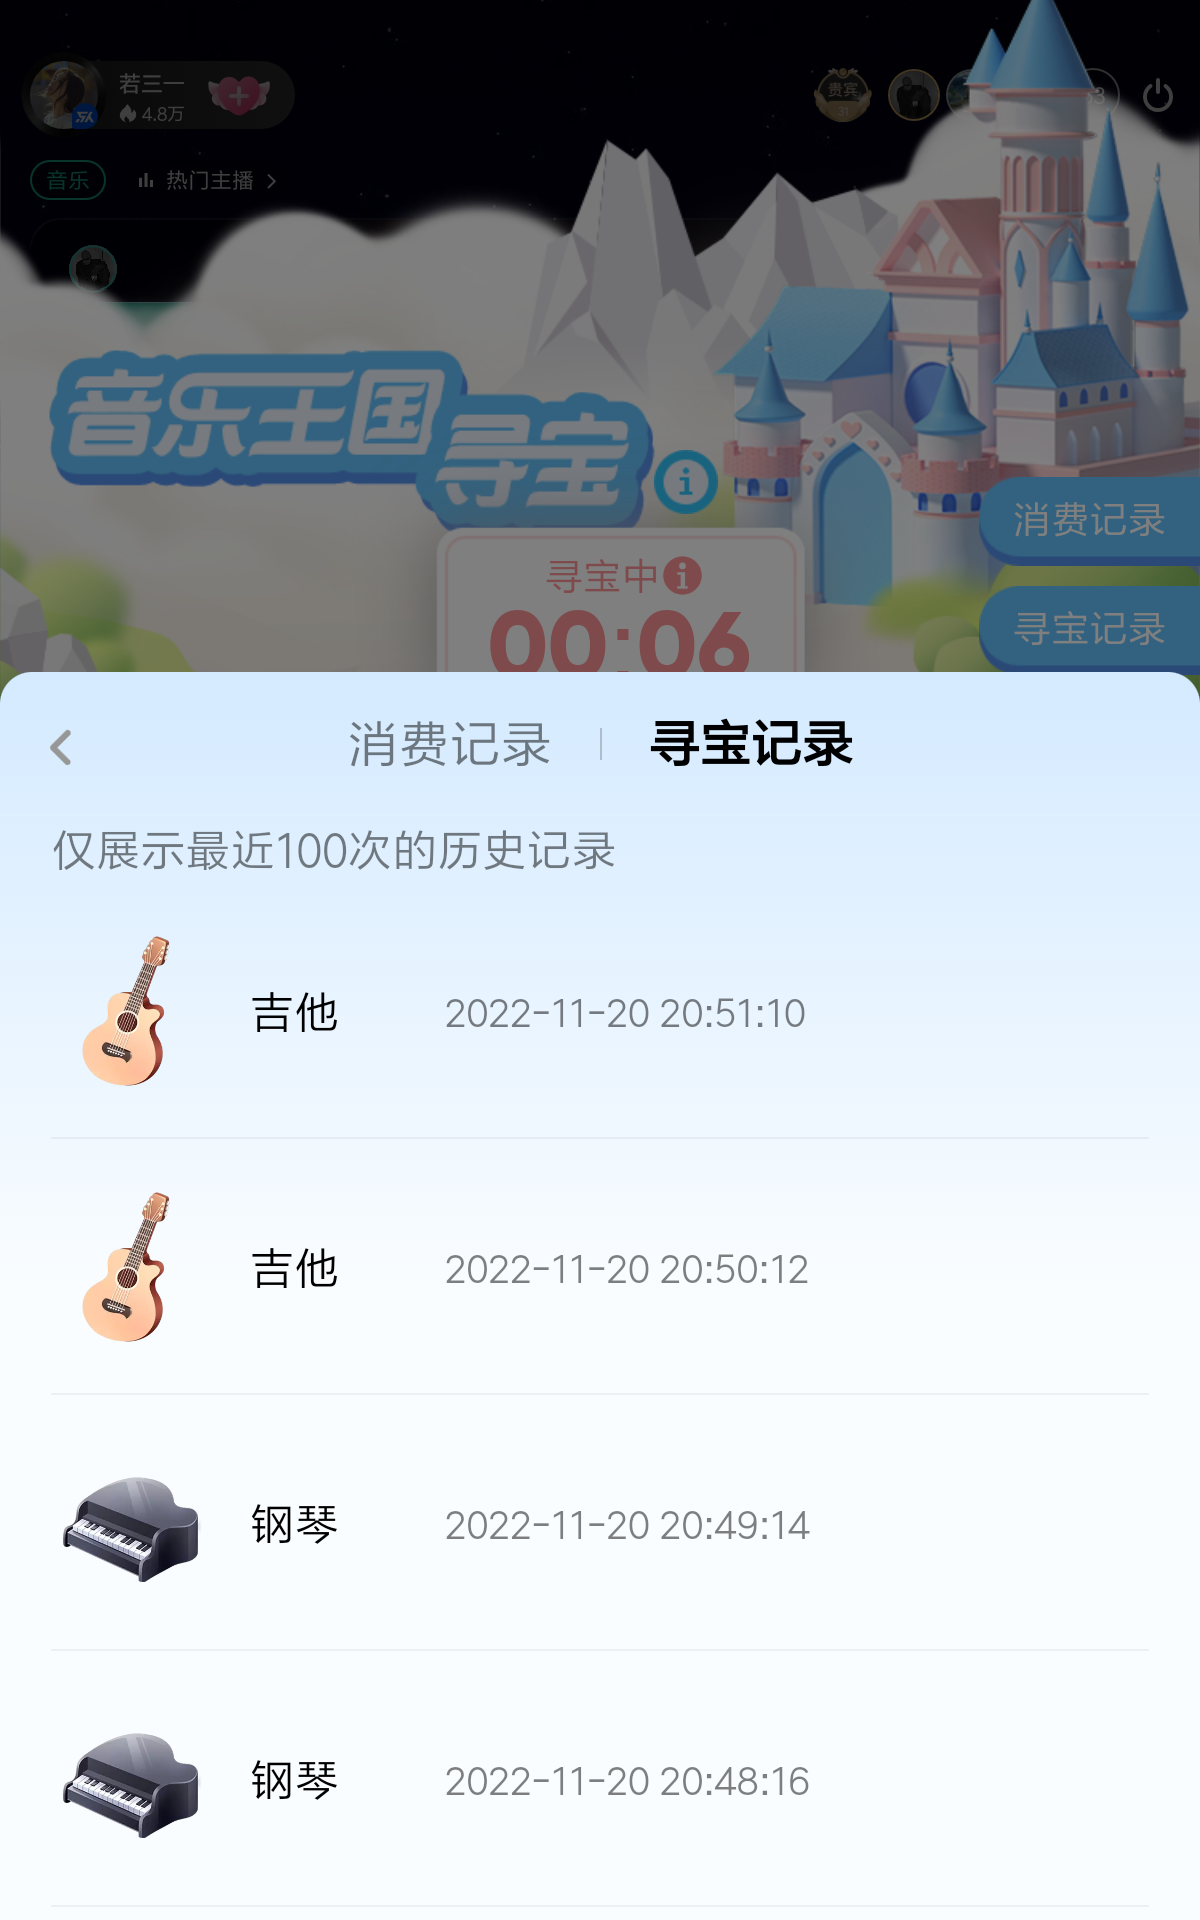 若三一
4.8万
贵宾
31
音乐
热门主播
音乐王国
寻宝
消费记录
寻宝中
00:06
寻宝记录
消费记录
寻宝记录
仅展示最近100次的历史记录
吉他
2022-11-20 20:51:10
吉他
2022-11-20 20:50:12
钢琴
2022-11-20 20:49:14
钢琴
2022-11-20 20:48:16